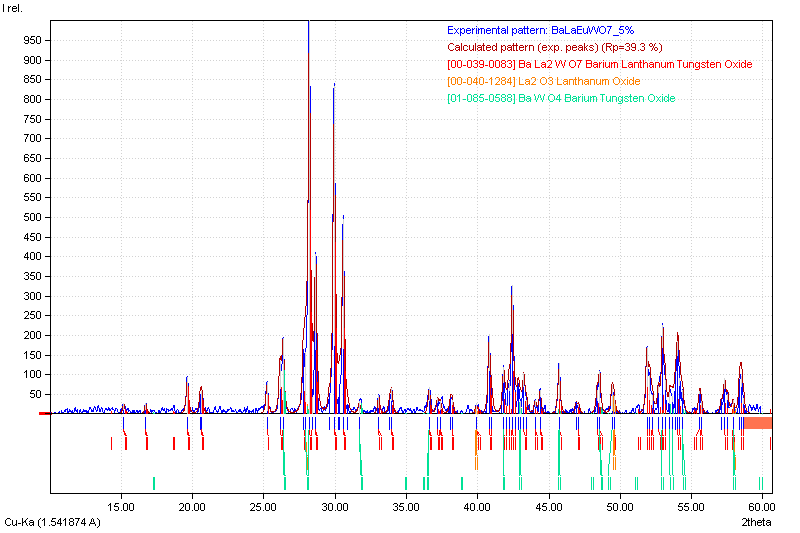 I rel.
Experimental pattern: BaLaEuWO7_5%
Calculated pattern (exp. peaks) (Rp=39.3 %)
[00-039-0083] Ba La2 W O7 Barium Lanthanum Tungsten Oxide
[00-040-1284] La2 O3 Lanthanum Oxide
[01-085-0588] Ba W O4 Barium Tungsten Oxide
950
900
850
800
750
700
650
600
550
500
450
400
350
300
250
200
150
100
50
15.00 20.00 25.00 30.00 35.00 40.00 45.00 50.00 55.00 60.00
Cu-Ka (1.541874 A) 2theta